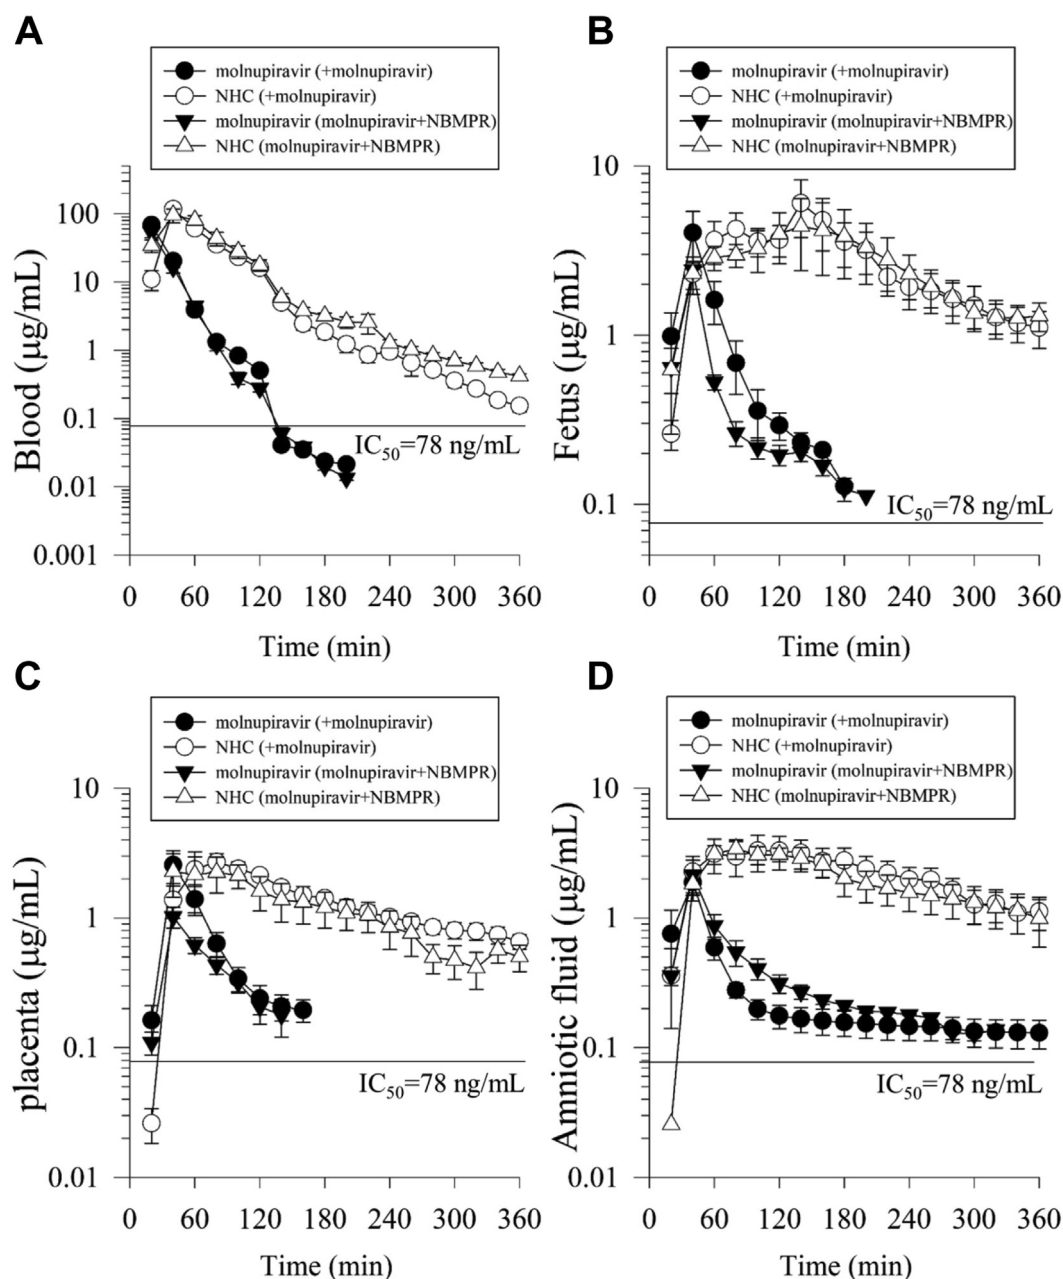 A
molnupiravir (+molnupiravir)
NHC (+molnupiravir)
molnupiravir (molnupiravir+NBMPR)
NHC (molnupiravir+NBMPR)
Blood (µg/mL)
100
10
1
0.1
0.01
0.001
IC50=78 ng/mL
0 60 120 180 240 300 360
Time (min)
B
molnupiravir (+molnupiravir)
NHC (+molnupiravir)
molnupiravir (molnupiravir+NBMPR)
NHC (molnupiravir+NBMPR)
Fetus (µg/mL)
10
1
0.1
IC50=78 ng/mL
0 60 120 180 240 300 360
Time (min)
C
molnupiravir (+molnupiravir)
NHC (+molnupiravir)
molnupiravir (molnupiravir+NBMPR)
NHC (molnupiravir+NBMPR)
placenta (µg/mL)
10
1
0.1
0.01
IC50=78 ng/mL
0 60 120 180 240 300 360
Time (min)
D
molnupiravir (+molnupiravir)
NHC (+molnupiravir)
molnupiravir (molnupiravir+NBMPR)
NHC (molnupiravir+NBMPR)
Amniotic fluid (µg/mL)
10
1
0.1
0.01
IC50=78 ng/mL
0 60 120 180 240 300 360
Time (min)